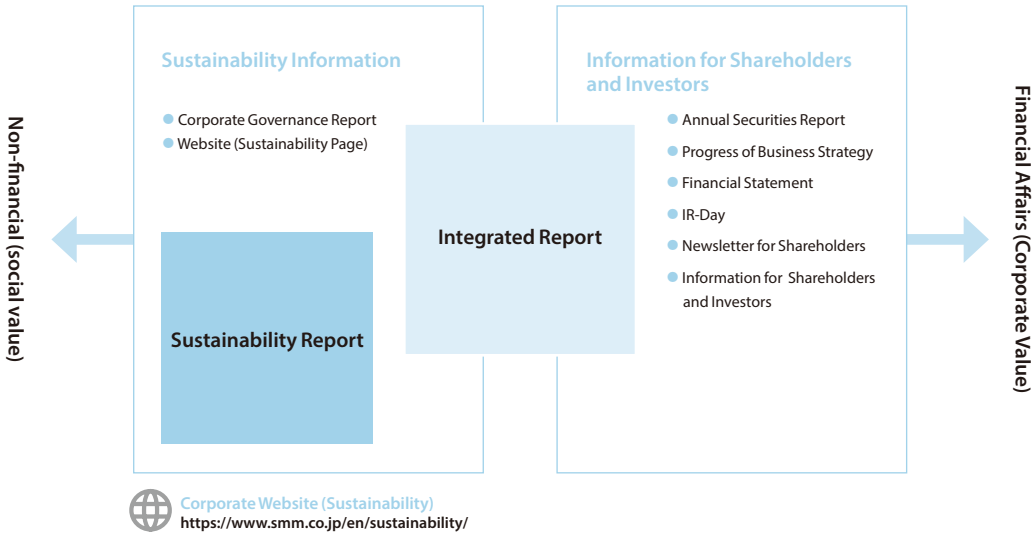 Non-financial (social value)
Sustainability Information
Corporate Governance Report
Website (Sustainability Page)
Sustainability Report
Integrated Report
Information for Shareholders
and Investors
Annual Securities Report
Progress of Business Strategy
Financial Statement
IR-Day
Newsletter for Shareholders
Information for Shareholders
and Investors
Financial Affairs (Corporate Value)
Corporate Website (Sustainability)
https://www.smm.co.jp/en/sustainability/